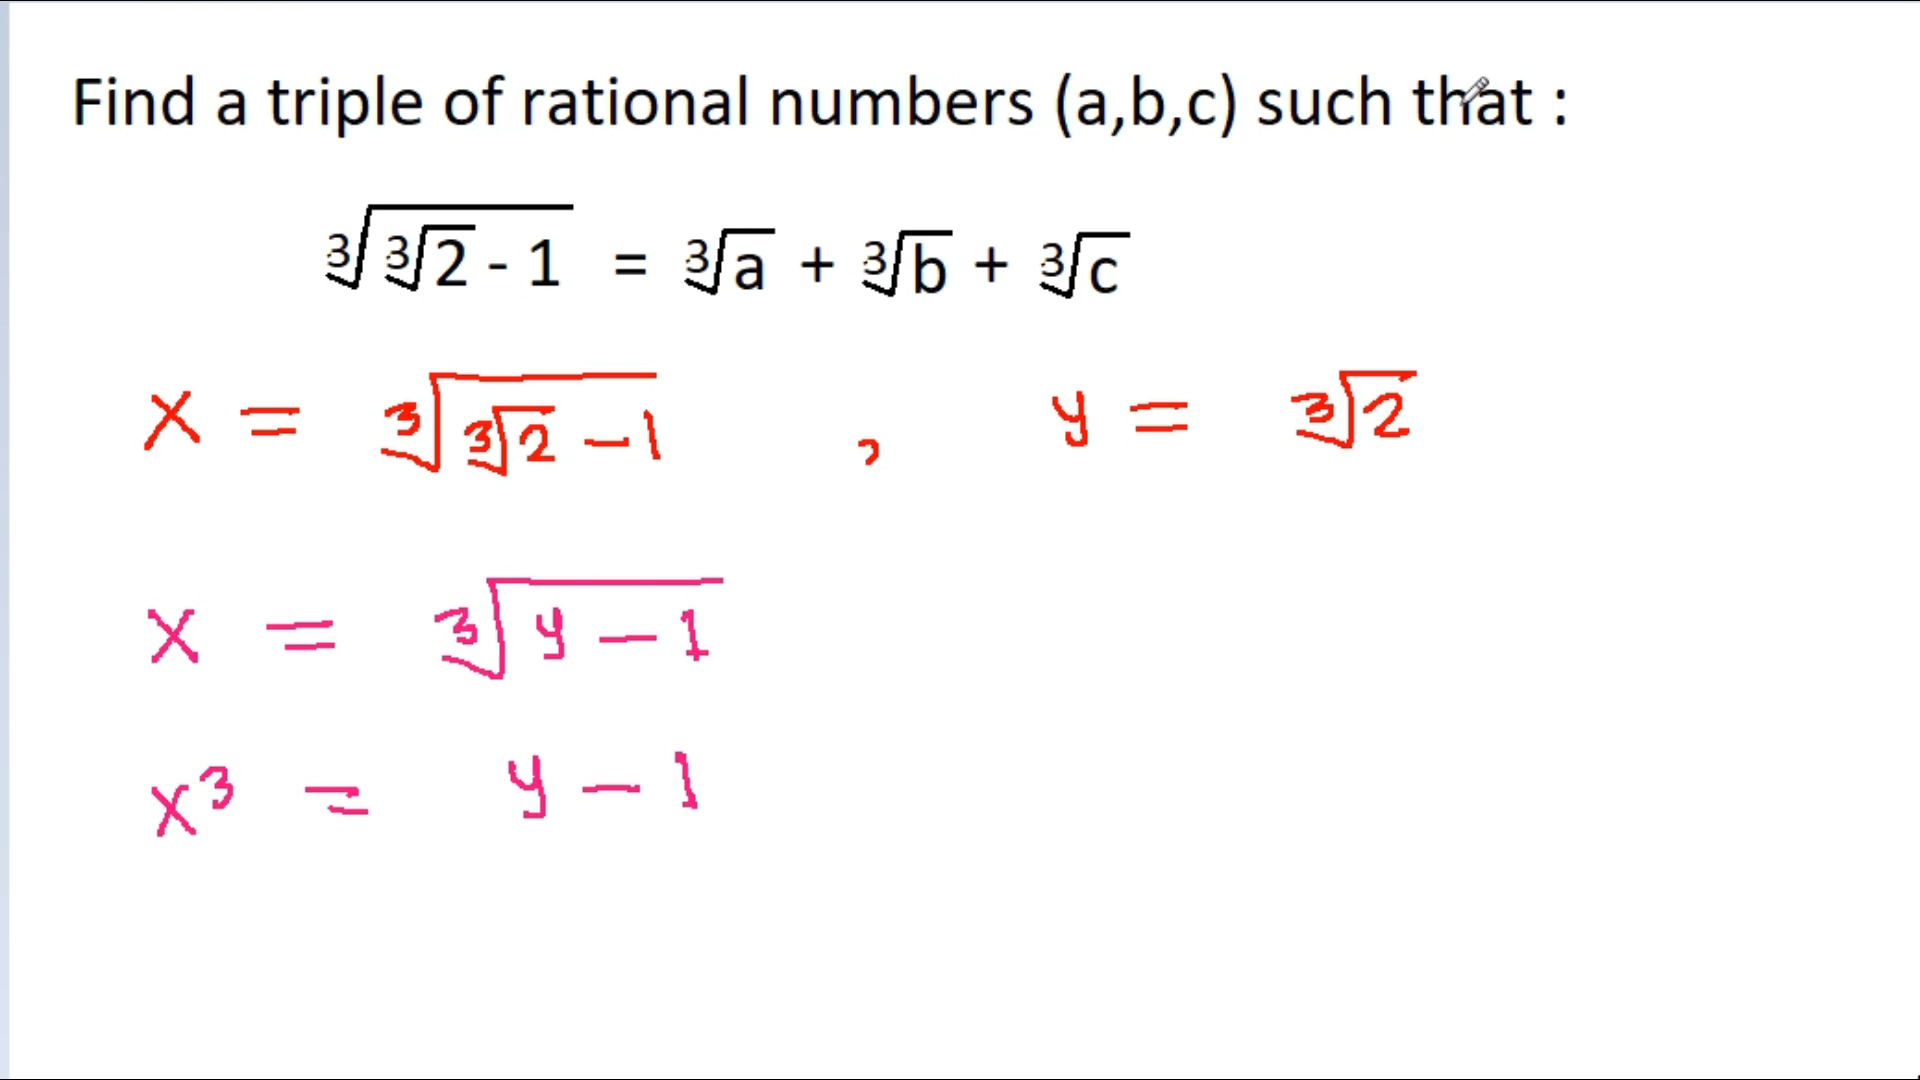 Find a triple of rational numbers (a,b,c) such that :
∛(∛2 - 1) = ∛a + ∛b + ∛c
x = ∛(∛2 - 1) , y = ∛2
x = ∛(y - 1)
x³ = y - 1